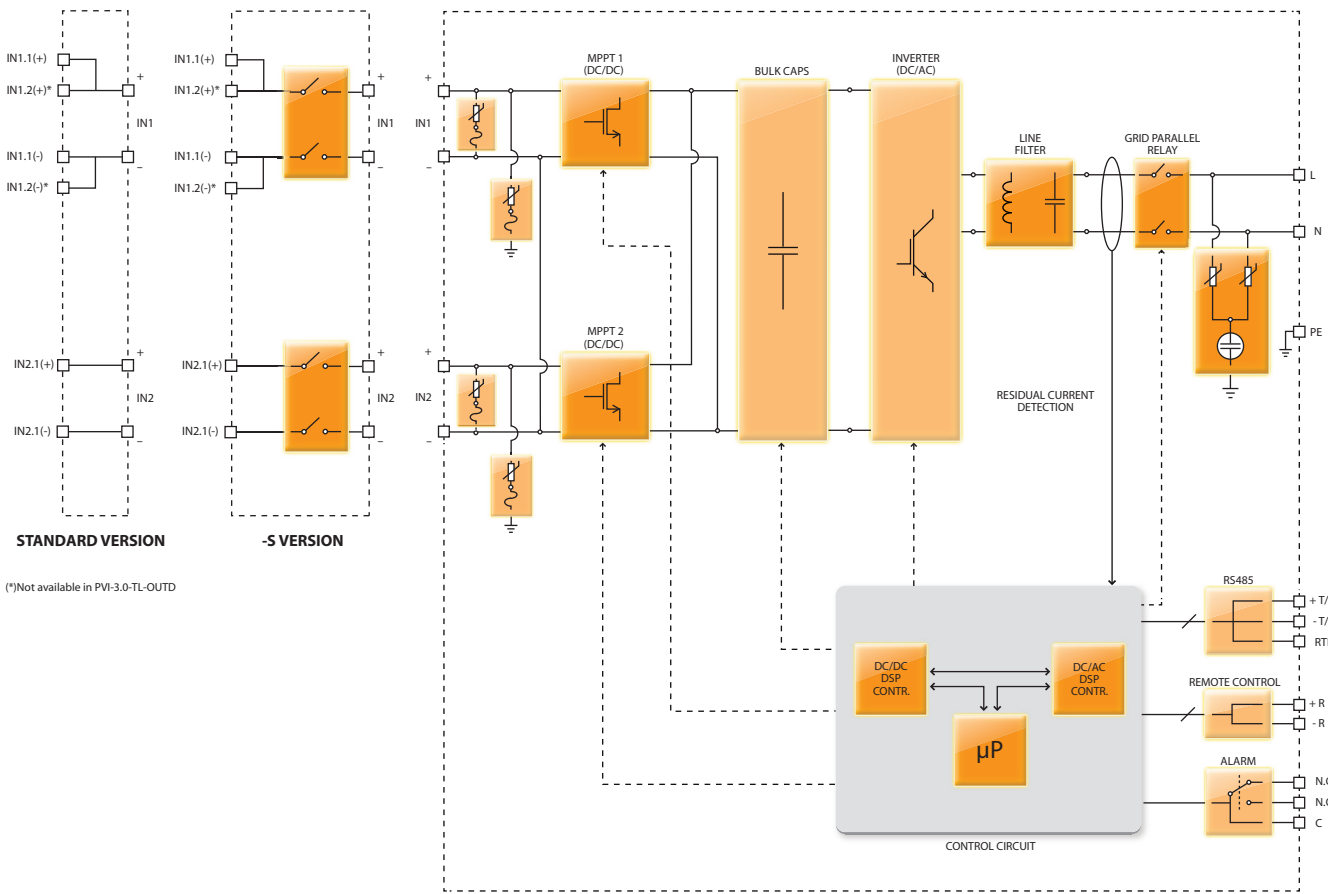 IN1.1(+)
IN1.2(+)*
+
IN1
IN1.1(-)
_
IN1.2(-)*
IN2.1(+)
+
IN2
IN2.1(-)
_
STANDARD VERSION
IN1.1(+)
IN1.2(+)*
+
IN1
IN1.1(-)
_
IN1.2(-)*
IN2.1(+)
+
IN2
IN2.1(-)
_
-S VERSION
(*)Not available in PVI-3.0-TL-OUTD
+
IN1
_
+
IN2
_
MPPT 1
(DC/DC)
MPPT 2
(DC/DC)
BULK CAPS
INVERTER
(DC/AC)
LINE
FILTER
GRID PARALLEL
RELAY
L
N
PE
RESIDUAL CURRENT
DETECTION
DC/DC
DSP
CONTR.
DC/AC
DSP
CONTR.
µP
CONTROL CIRCUIT
RS485
+ T/
- T/
REMOTE CONTROL
+ R
- R
ALARM
C